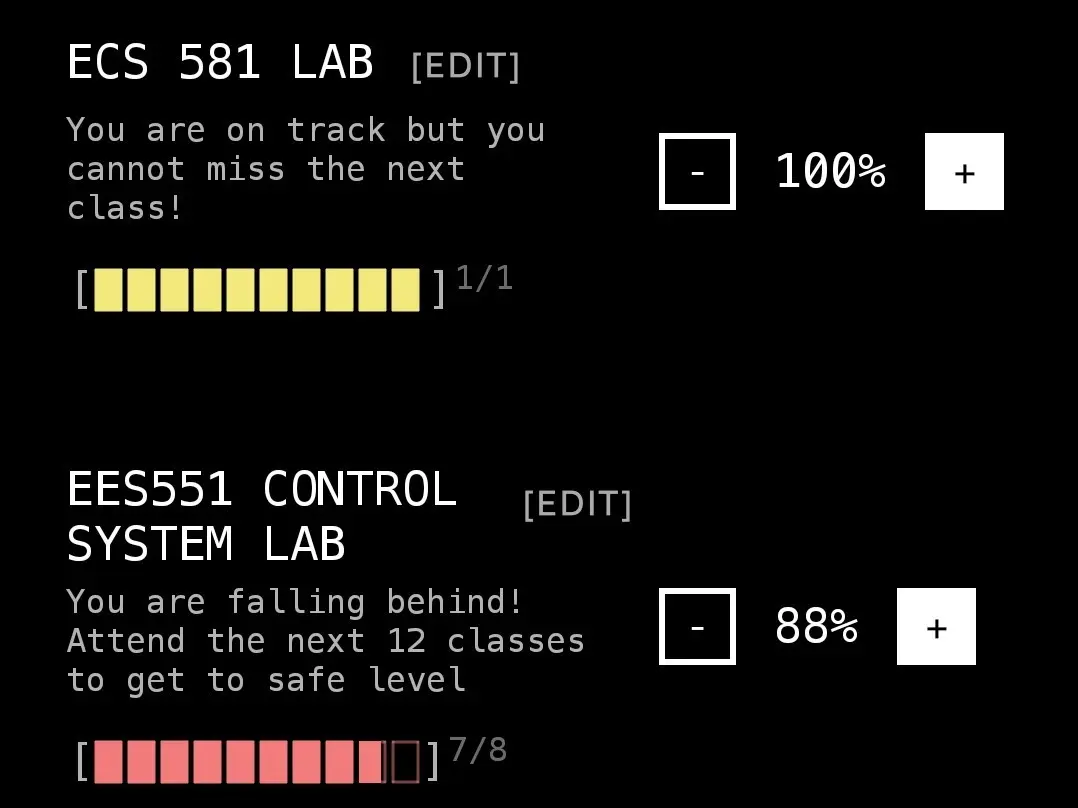 ECS 581 LAB [EDIT]
You are on track but you
cannot miss the next
class!
- 100% +
[ ] 1/1
EES551 CONTROL
SYSTEM LAB [EDIT]
You are falling behind!
Attend the next 12 classes
to get to safe level
- 88% +
[ ] 7/8